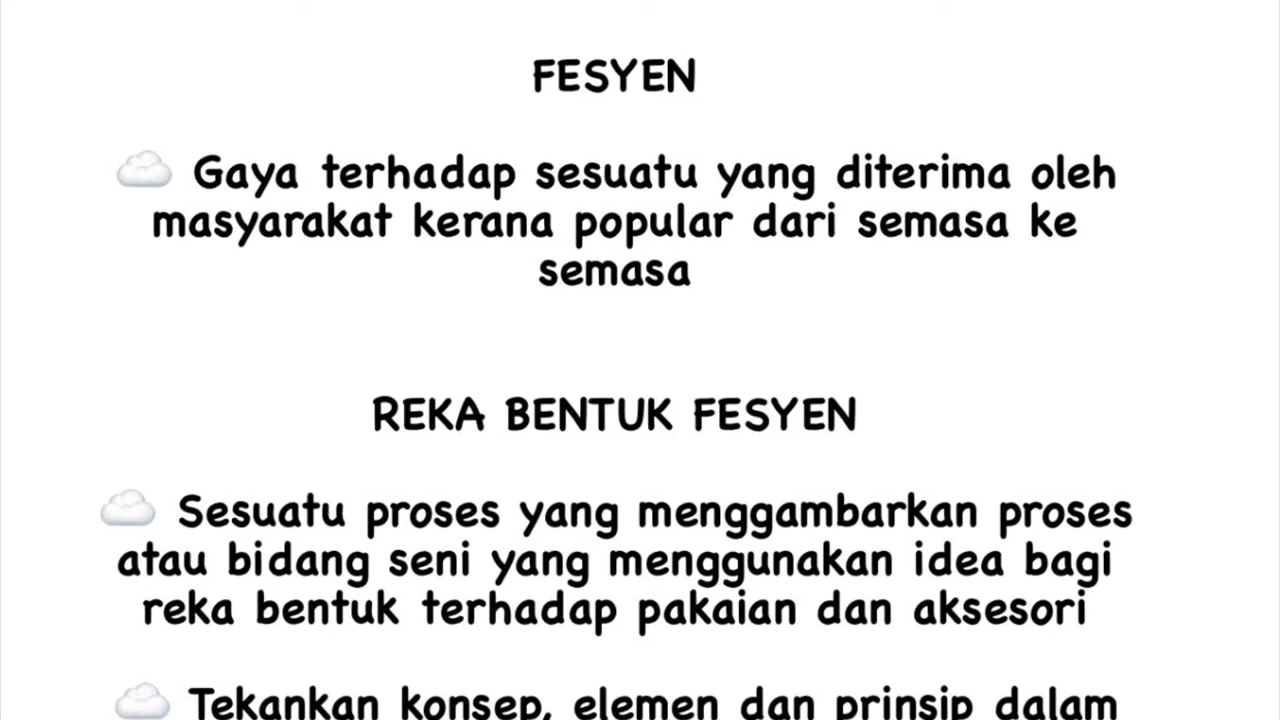 FESYEN
☁️ Gaya terhadap sesuatu yang diterima oleh
masyarakat kerana popular dari semasa ke
semasa
REKA BENTUK FESYEN
☁️ Sesuatu proses yang menggambarkan proses
atau bidang seni yang menggunakan idea bagi
reka bentuk terhadap pakaian dan aksesori
☁️ Tekankan konsep, elemen dan prinsip dalam